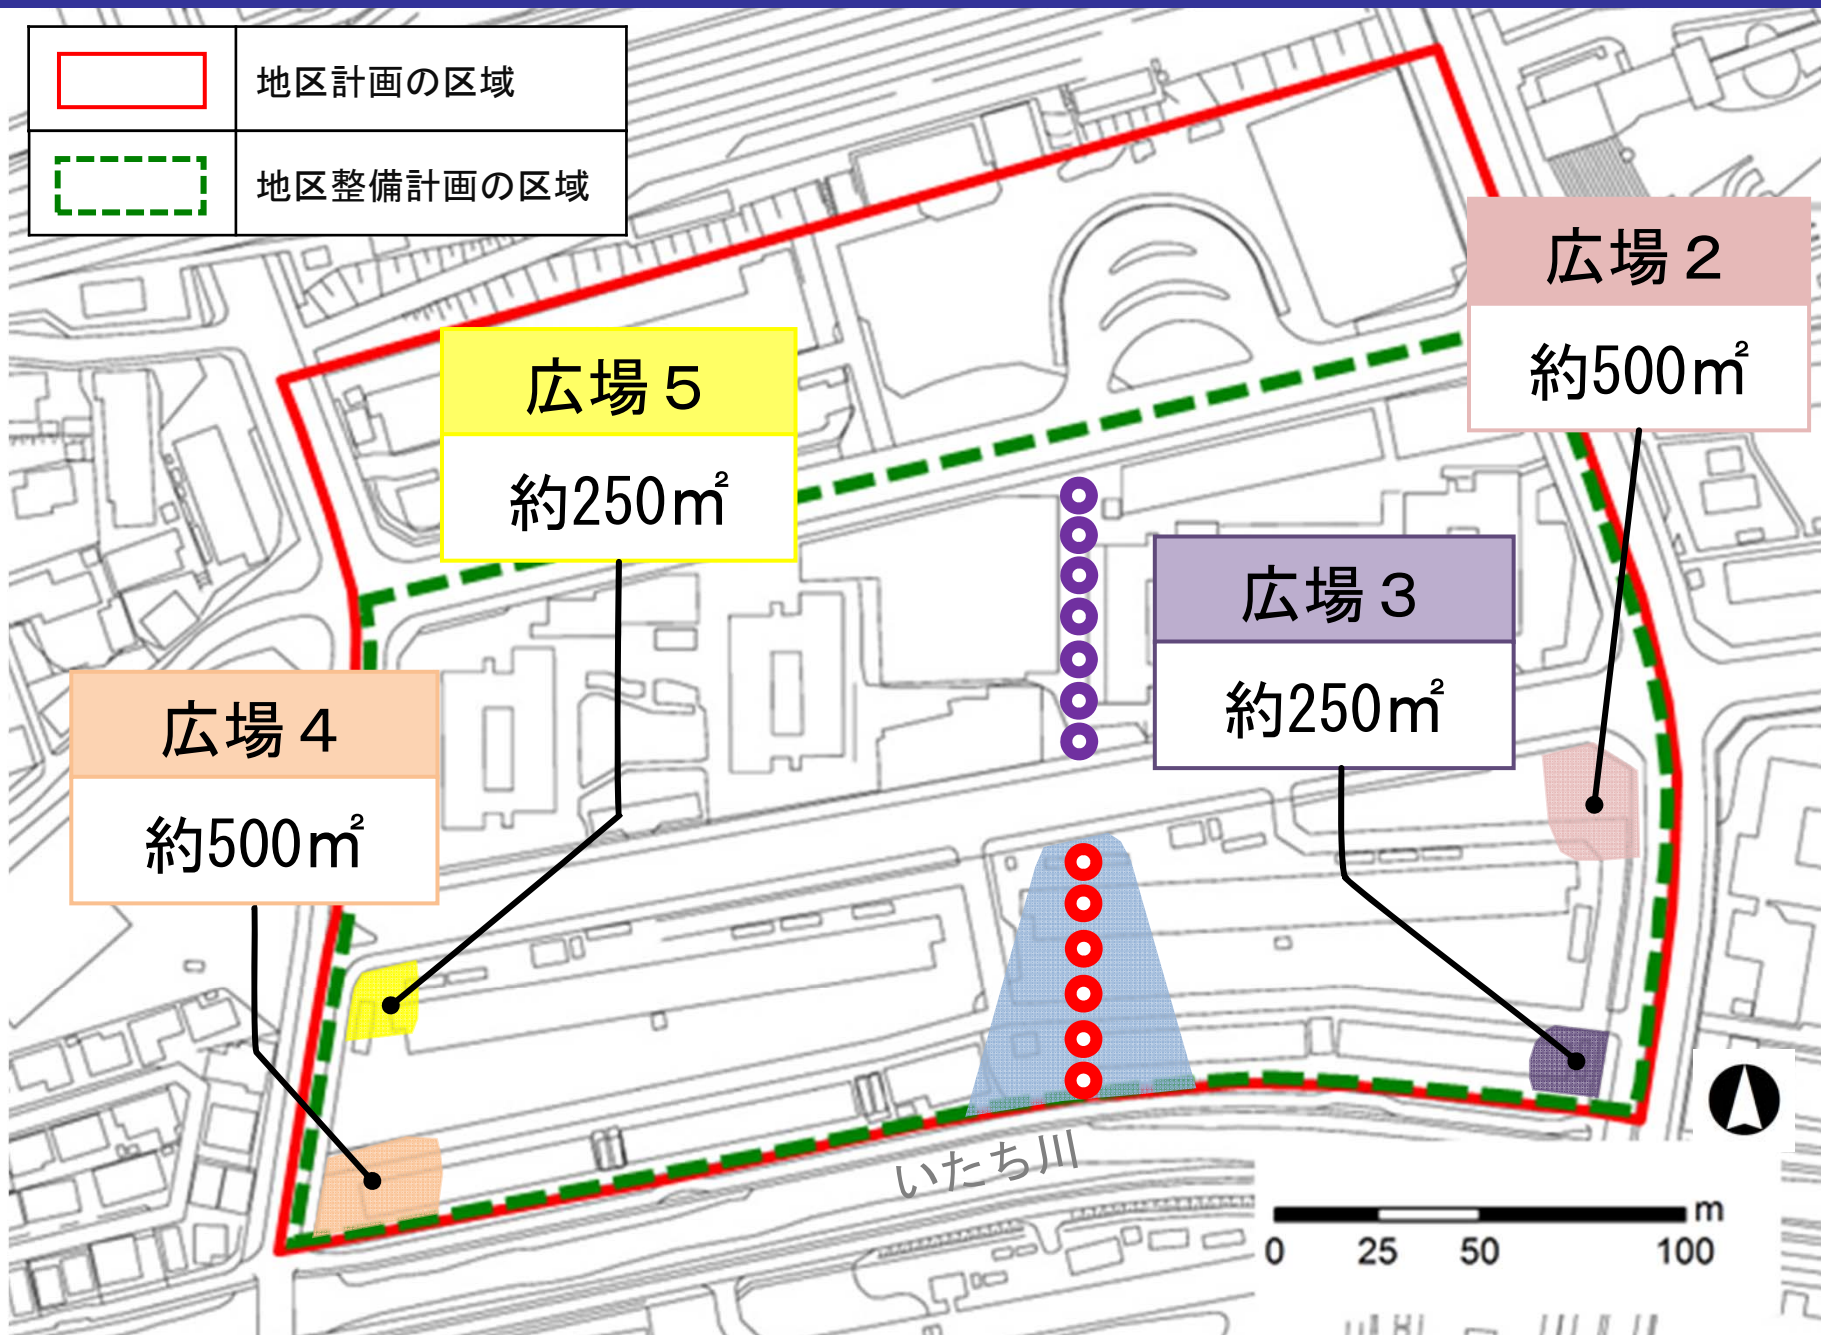 地区計画の区域
地区整備計画の区域
広場２
約500㎡
広場５
約250㎡
広場３
約250㎡
広場４
約500㎡
いたち川
m
0 25 50 100